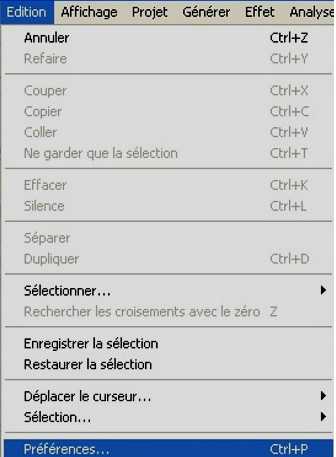 Edition Affichage Projet Générer Effet Analyse
Annuler Ctrl+Z
Refaire Ctrl+Y
Couper Ctrl+X
Copier Ctrl+C
Coller Ctrl+V
Ne garder que la sélection Ctrl+T
Effacer Ctrl+K
Silence Ctrl+L
Séparer
Dupliquer Ctrl+D
Sélectionner...
Rechercher les croisements avec le zéro Z
Enregistrer la sélection
Restaurer la sélection
Déplacer le curseur...
Sélection...
Préférences... Ctrl+P